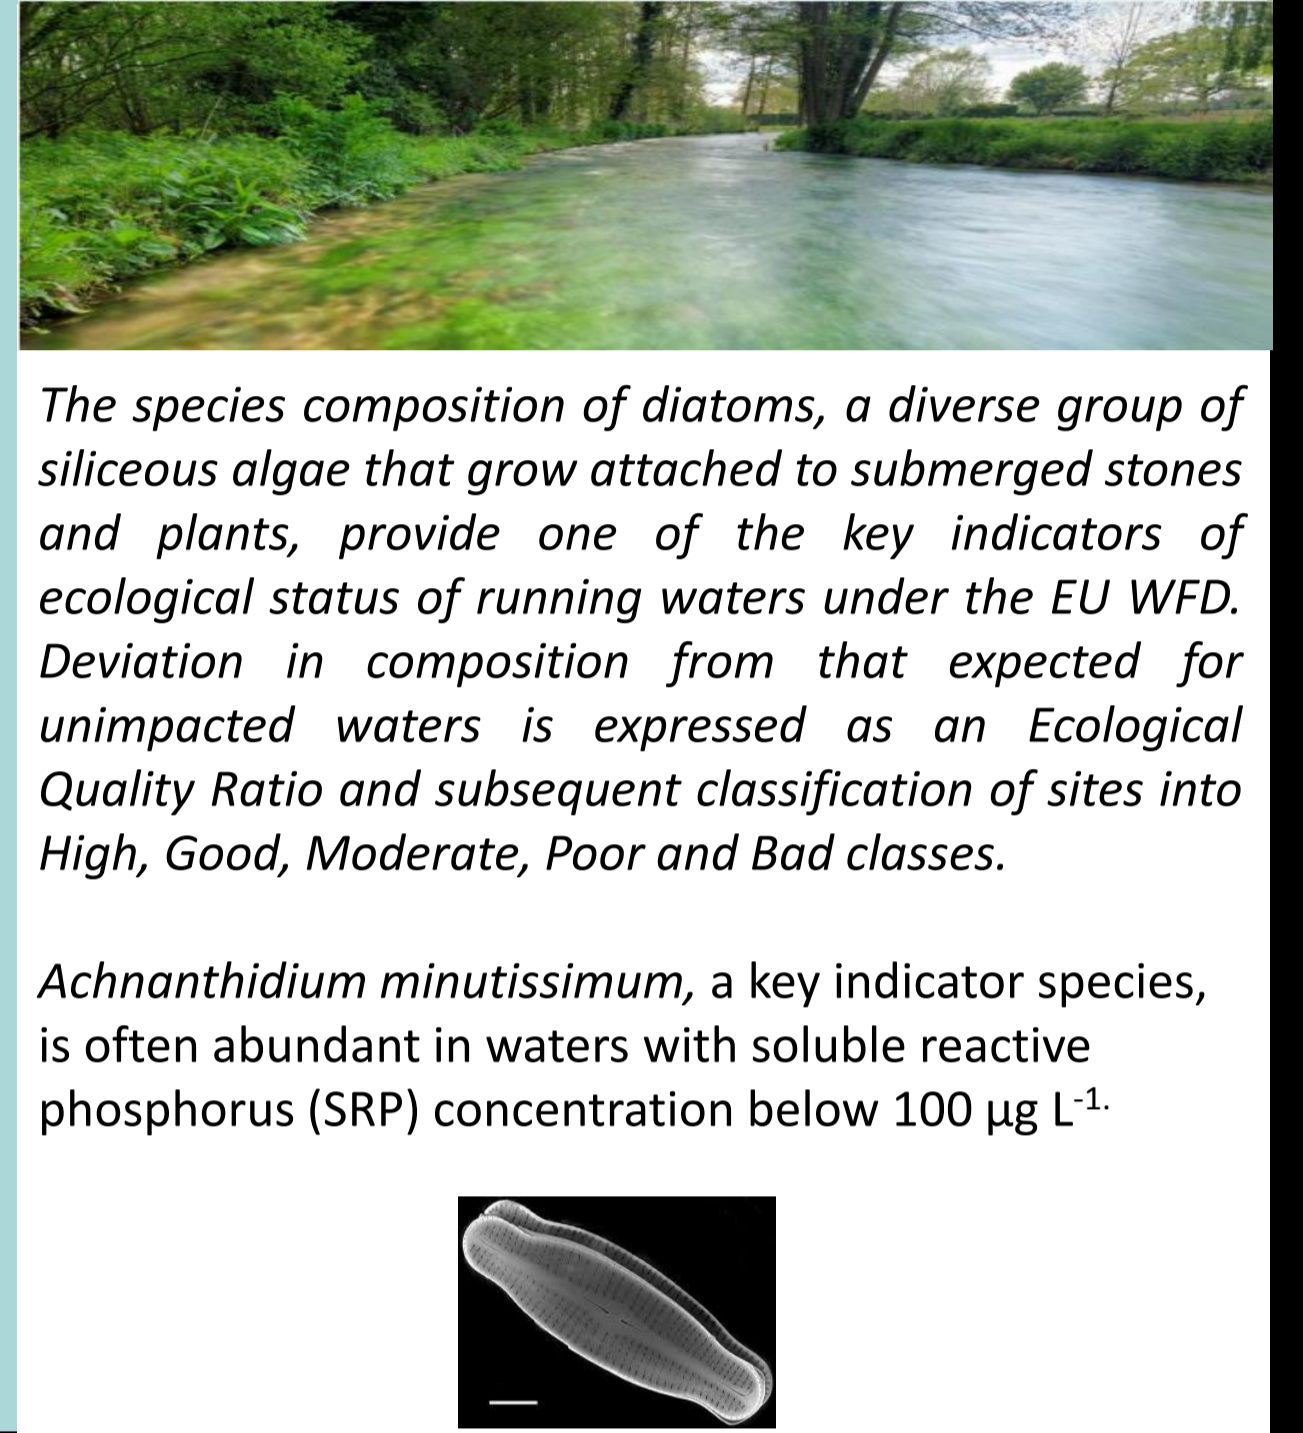 The species composition of diatoms, a diverse group of
siliceous algae that grow attached to submerged stones
and plants, provide one of the key indicators of
ecological status of running waters under the EU WFD.
Deviation in composition from that expected for
unimpacted waters is expressed as an Ecological
Quality Ratio and subsequent classification of sites into
High, Good, Moderate, Poor and Bad classes.
Achnanthidium minutissimum, a key indicator species,
is often abundant in waters with soluble reactive
phosphorus (SRP) concentration below 100 µg L⁻¹·